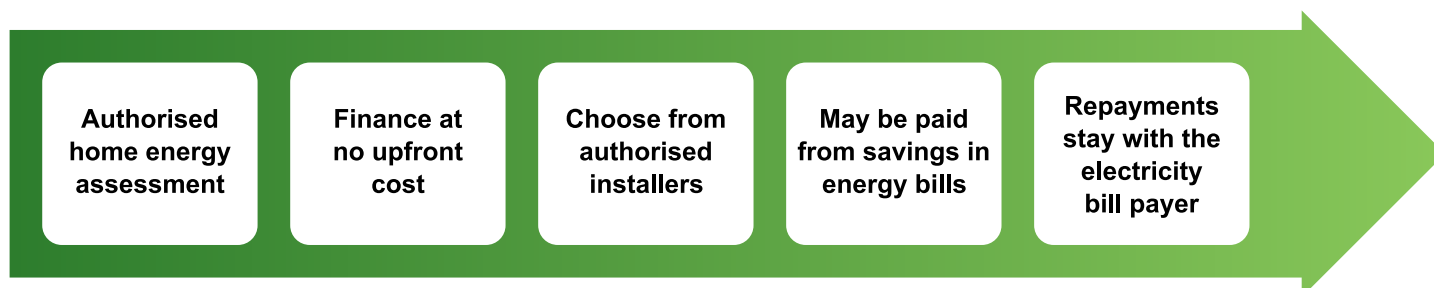 Authorised
home energy
assessment
Finance at
no upfront
cost
Choose from
authorised
installers
May be paid
from savings in
energy bills
Repayments
stay with the
electricity
bill payer